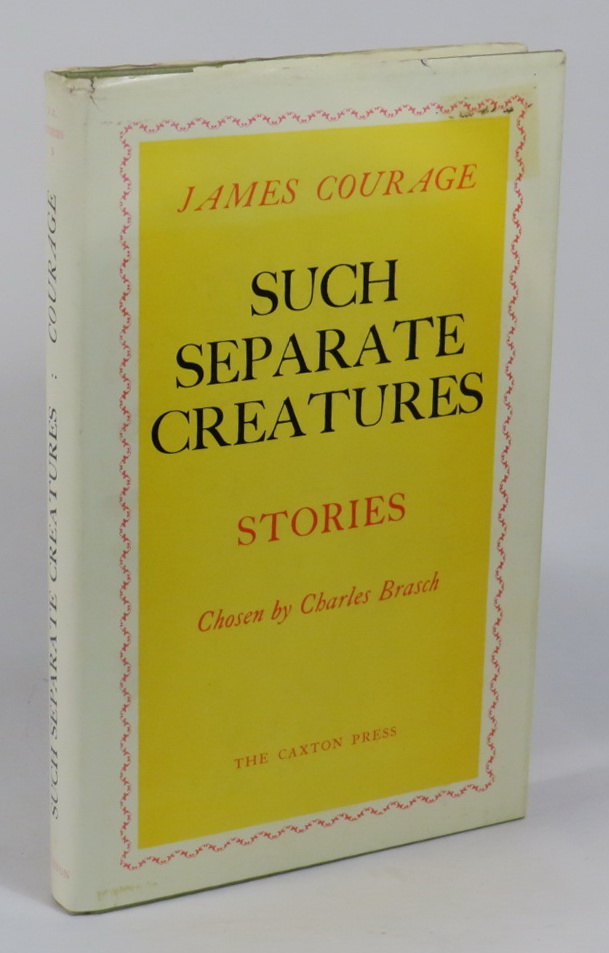 JAMES COURAGE
SUCH
SEPARATE
CREATURES
STORIES
Chosen by Charles Brasch
THE CAXTON PRESS
SUCH SEPARATE CREATURES : COURAGE